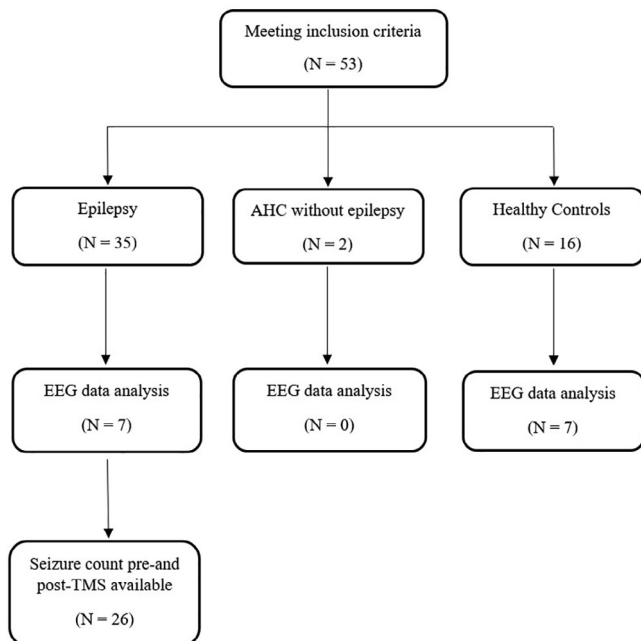 Meeting inclusion criteria
(N = 53)
Epilepsy
(N = 35)
AHC without epilepsy
(N = 2)
Healthy Controls
(N = 16)
EEG data analysis
(N = 7)
EEG data analysis
(N = 0)
EEG data analysis
(N = 7)
Seizure count pre-and
post-TMS available
(N = 26)